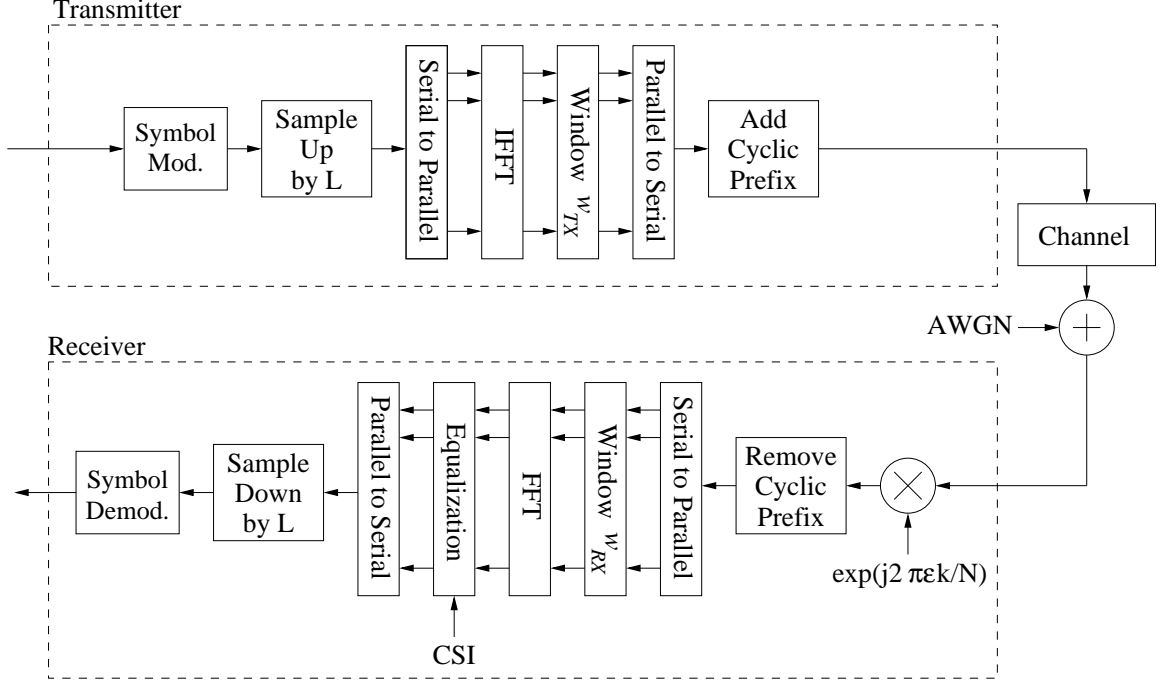 Transmitter
Symbol
Mod.
Sample
Up
by L
Serial to Parallel
IFFT
Window w_TX
Parallel to Serial
Add
Cyclic
Prefix
Channel
AWGN
Receiver
Symbol
Demod.
Sample
Down
by L
Parallel to Serial
Equalization
FFT
Window w_RX
Serial to Parallel
Remove
Cyclic
Prefix
exp(j2 πεk/N)
CSI